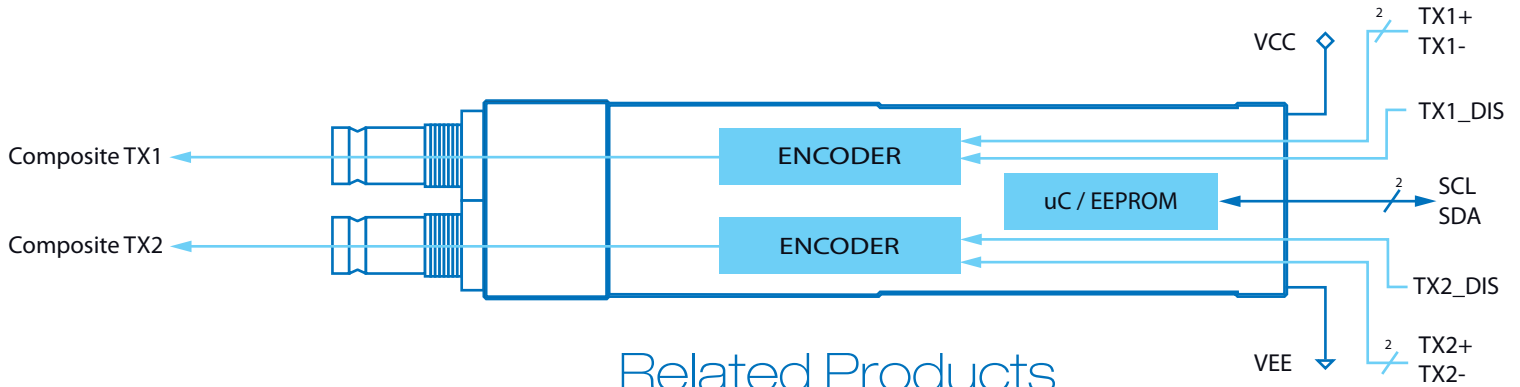 2
TX1+
TX1-
VCC
TX1_DIS
Composite TX1
ENCODER
uC / EEPROM
2
SCL
SDA
Composite TX2
ENCODER
TX2_DIS
VEE
2
TX2+
TX2-
Related Products